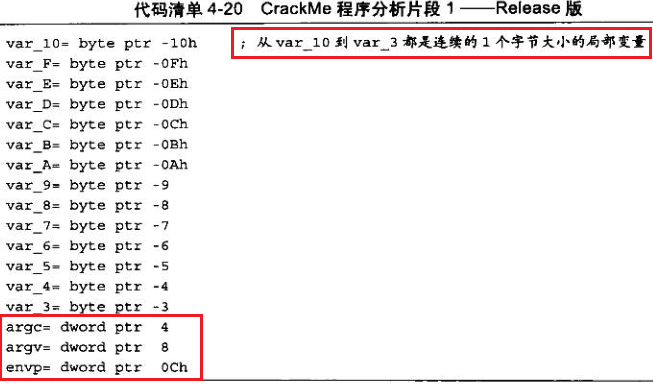 代码清单 4-20 CrackMe 程序分析片段 1 ——Release 版
var_10= byte ptr -10h ; 从 var_10 到 var_3 都是连续的 1 个字节大小的局部变量
var_F= byte ptr -0Fh
var_E= byte ptr -0Eh
var_D= byte ptr -0Dh
var_C= byte ptr -0Ch
var_B= byte ptr -0Bh
var_A= byte ptr -0Ah
var_9= byte ptr -9
var_8= byte ptr -8
var_7= byte ptr -7
var_6= byte ptr -6
var_5= byte ptr -5
var_4= byte ptr -4
var_3= byte ptr -3
argc= dword ptr 4
argv= dword ptr 8
envp= dword ptr 0Ch